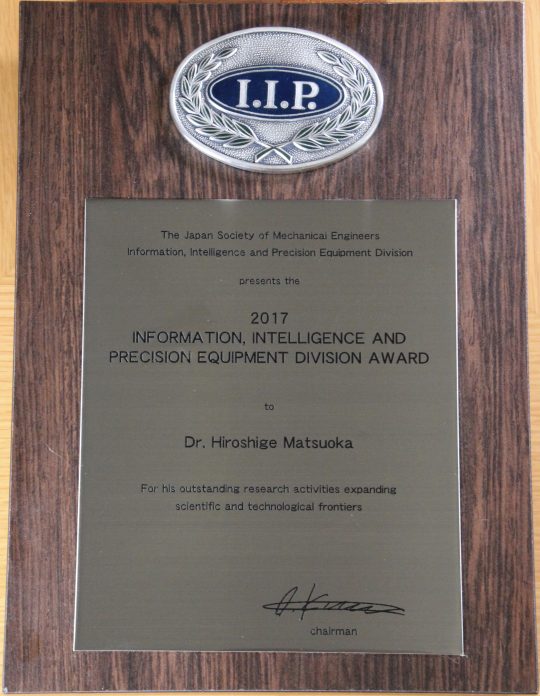 I.I.P.
The Japan Society of Mechanical Engineers
Information, Intelligence and Precision Equipment Division
presents the
2017
INFORMATION, INTELLIGENCE AND
PRECISION EQUIPMENT DIVISION AWARD
to
Dr. Hiroshige Matsuoka
For his outstanding research activities expanding
scientific and technological frontiers
chairman